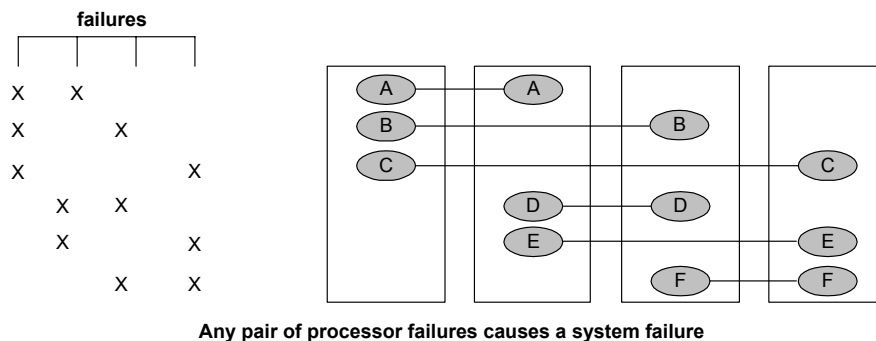 failures
X X
X X
X X
X X
X X
X X
A A
B B
C C
D D
E E
F F
Any pair of processor failures causes a system failure